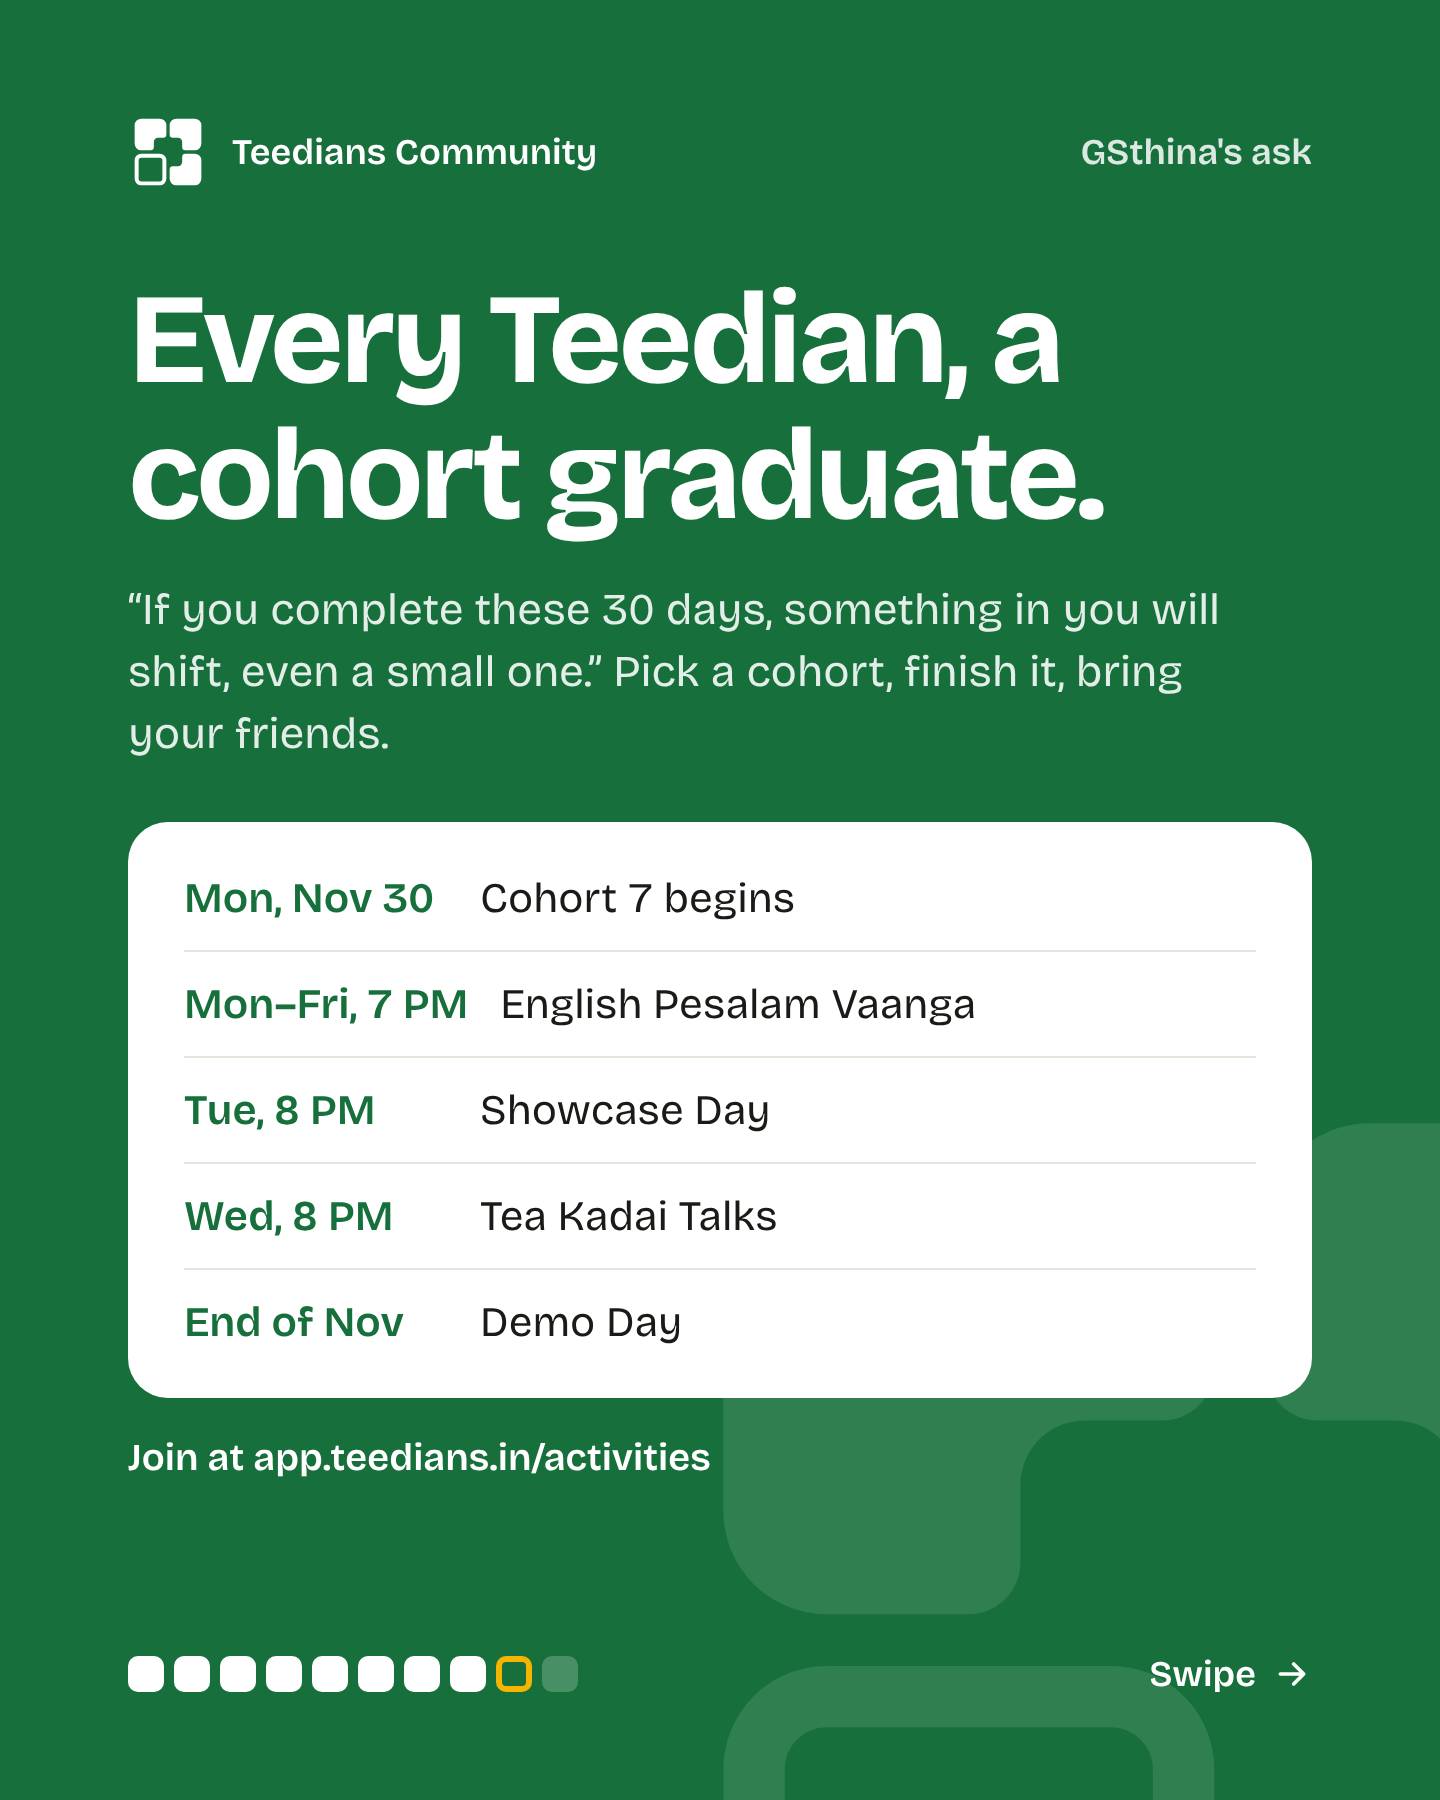 Teedians Community
GSthina's ask
Every Teedian, a
cohort graduate.
“If you complete these 30 days, something in you will
shift, even a small one.” Pick a cohort, finish it, bring
your friends.
Mon, Nov 30 Cohort 7 begins
Mon–Fri, 7 PM English Pesalam Vaanga
Tue, 8 PM Showcase Day
Wed, 8 PM Tea Kadai Talks
End of Nov Demo Day
Join at app.teedians.in/activities
Swipe →